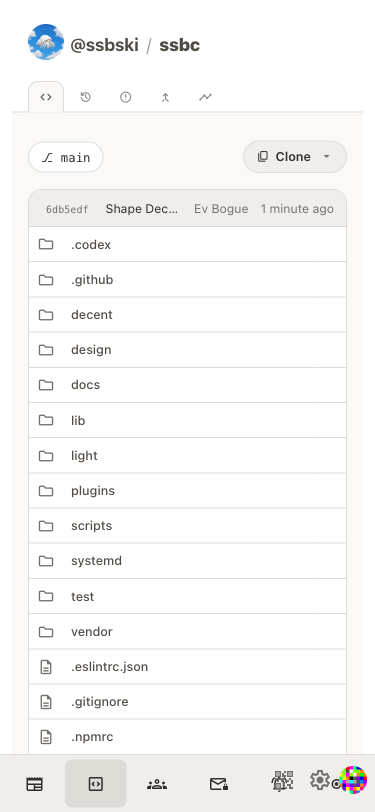 @ssbski / ssbc
main
Clone
6db5edf Shape Dec... Ev Bogue 1 minute ago
.codex
.github
decent
design
docs
lib
light
plugins
scripts
systemd
test
vendor
.eslintrc.json
.gitignore
.npmrc